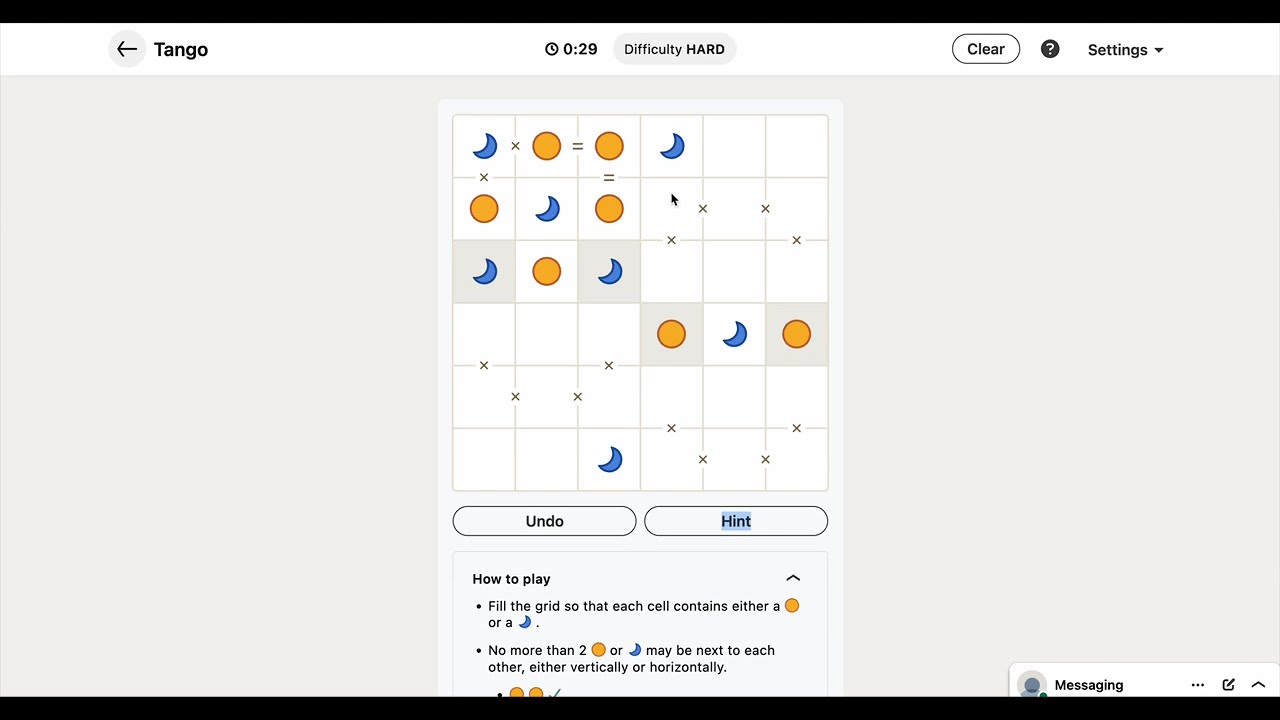 Tango
0:29
Difficulty HARD
Clear
?
Settings
× =
× =
× ×
× ×
× ×
× ×
× ×
× ×
Undo
Hint
How to play
• Fill the grid so that each cell contains either a
or a .
• No more than 2 or may be next to each
other, either vertically or horizontally.
Messaging